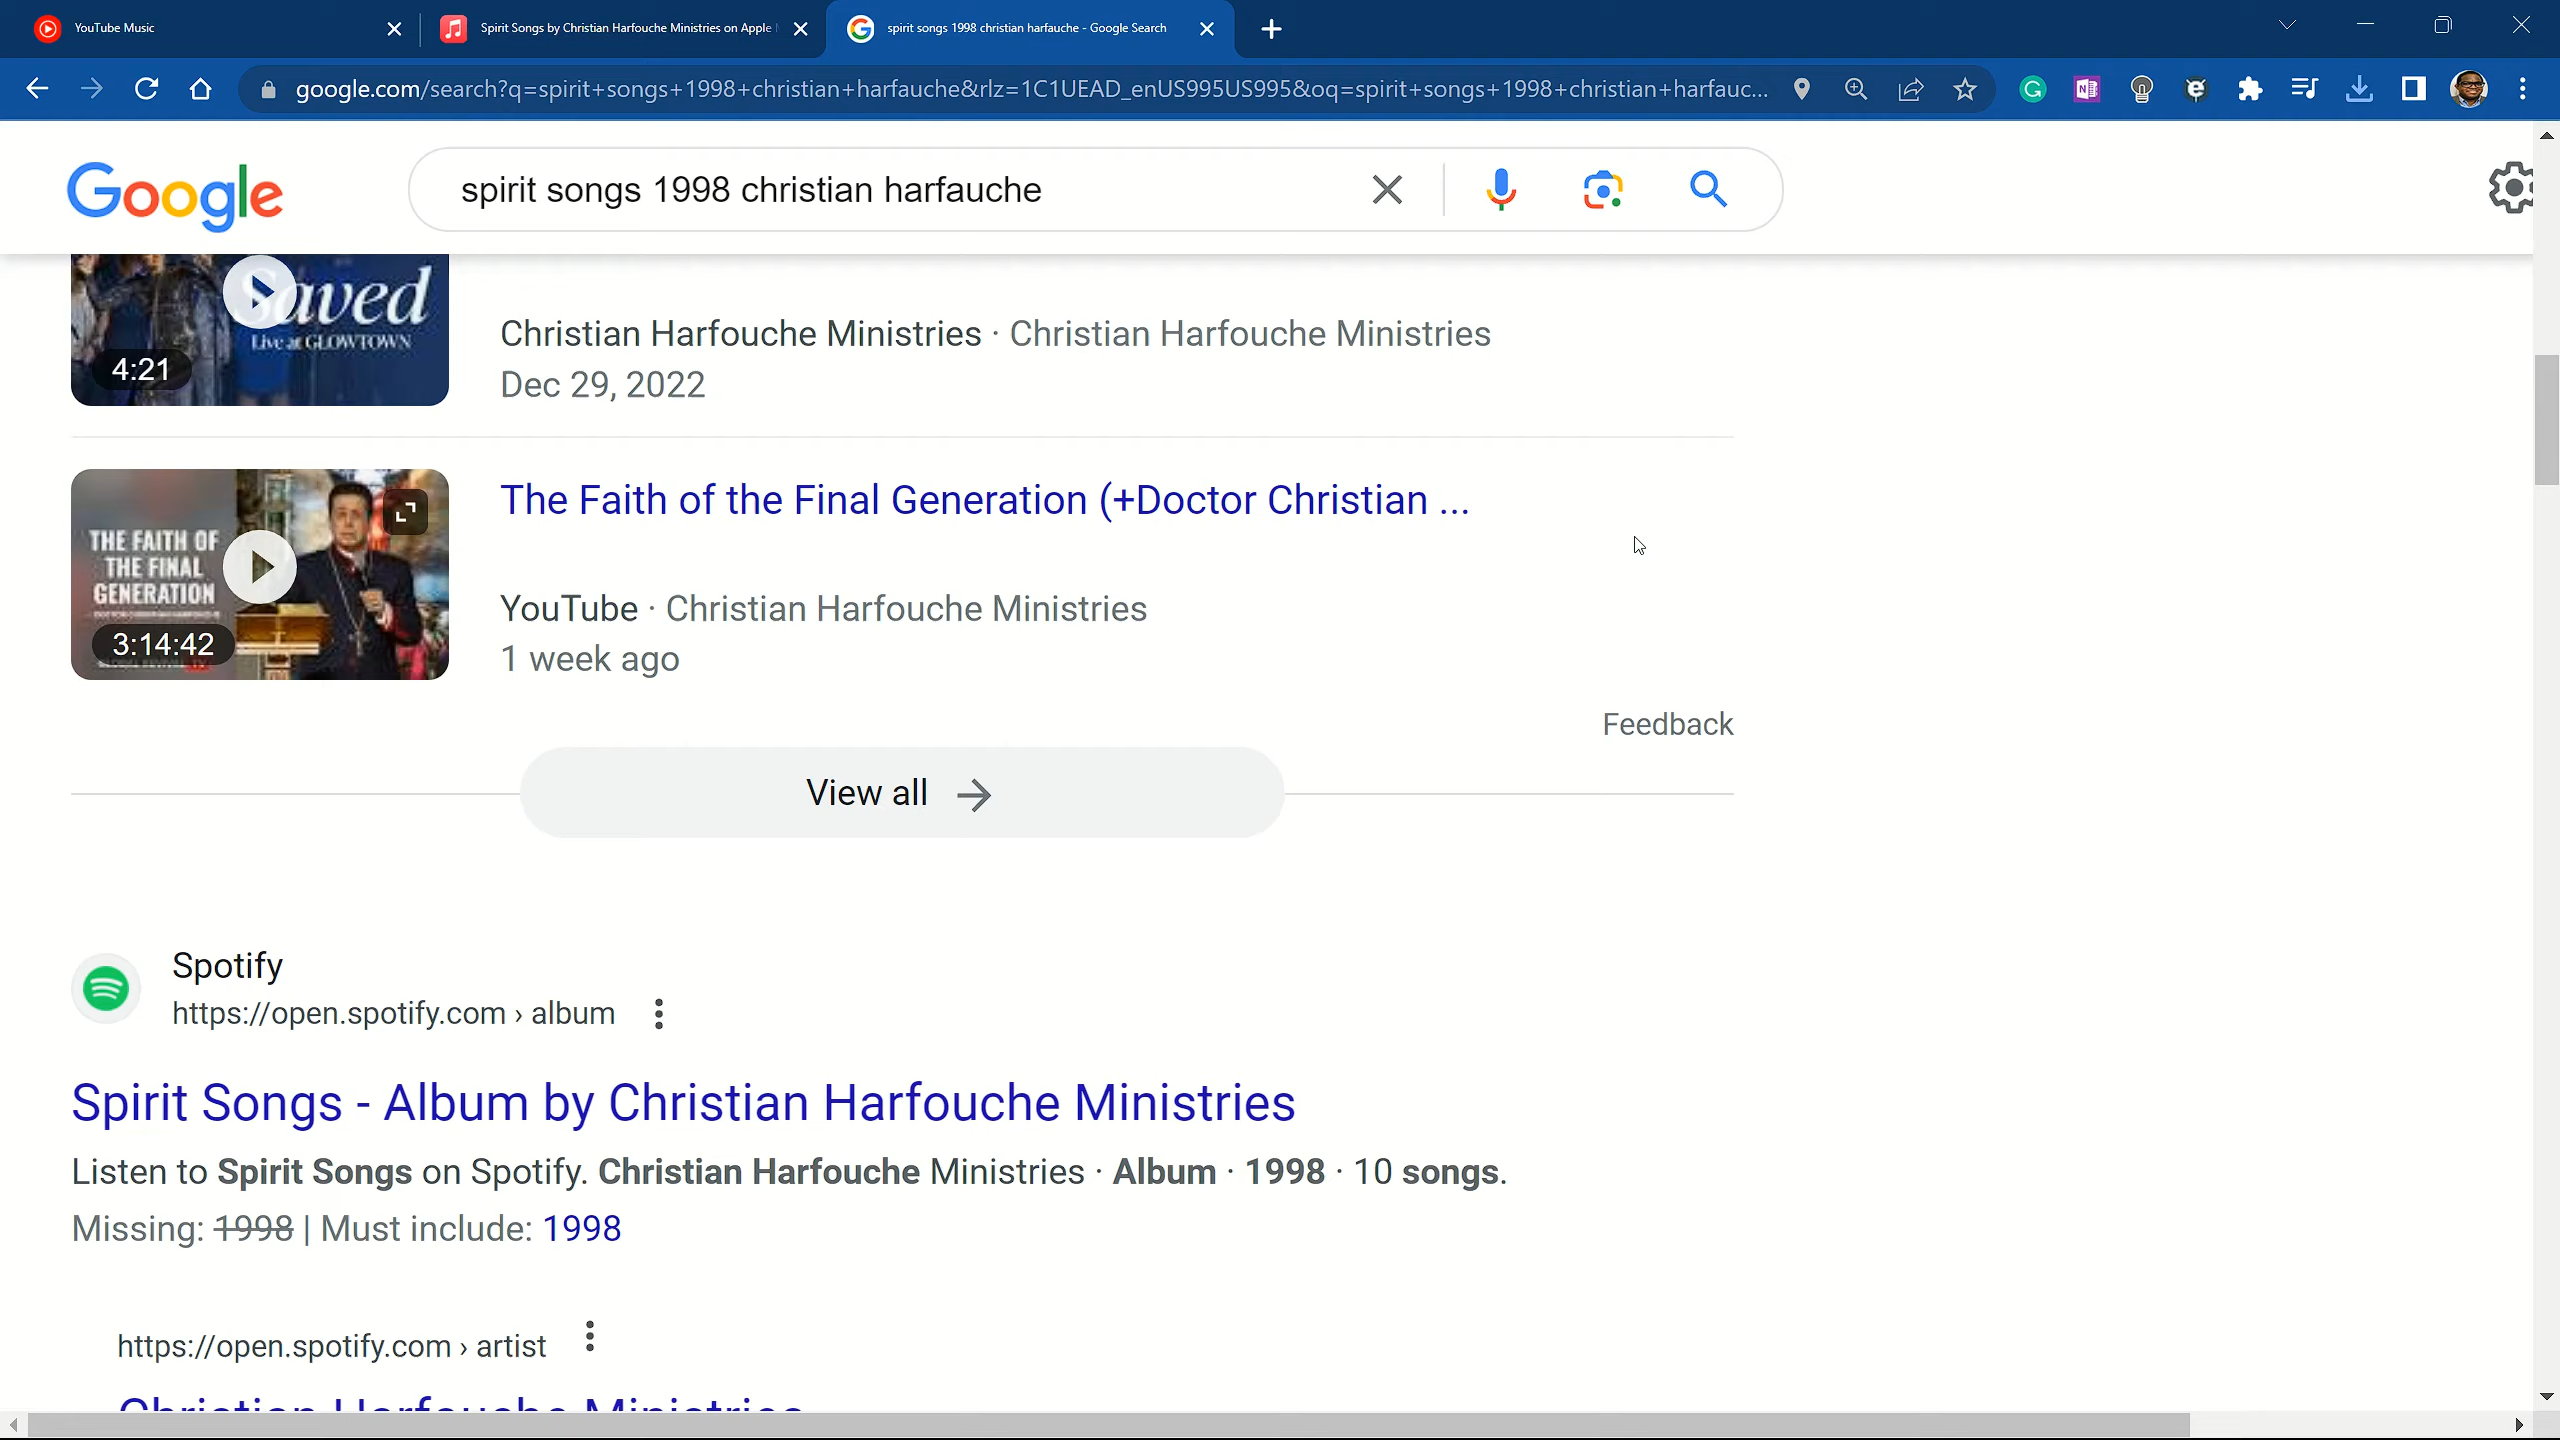 YouTube Music
Spirit Songs by Christian Harfouche Ministries on Apple
spirit songs 1998 christian harfauche - Google Search
google.com/search?q=spirit+songs+1998+christian+harfauche&rlz=1C1UEAD_enUS995US995&oq=spirit+songs+1998+christian+harfauc...
Google
spirit songs 1998 christian harfauche
Saved
Live at GLOWTOWN
4:21
Christian Harfouche Ministries · Christian Harfouche Ministries
Dec 29, 2022
THE FAITH OF
THE FINAL
GENERATION
3:14:42
The Faith of the Final Generation (+Doctor Christian ...
YouTube · Christian Harfouche Ministries
1 week ago
Feedback
View all
Spotify
https://open.spotify.com › album
Spirit Songs - Album by Christian Harfouche Ministries
Listen to Spirit Songs on Spotify. Christian Harfouche Ministries · Album · 1998 · 10 songs.
Missing: 1998 | Must include: 1998
https://open.spotify.com › artist
Christian Harfouche Ministries